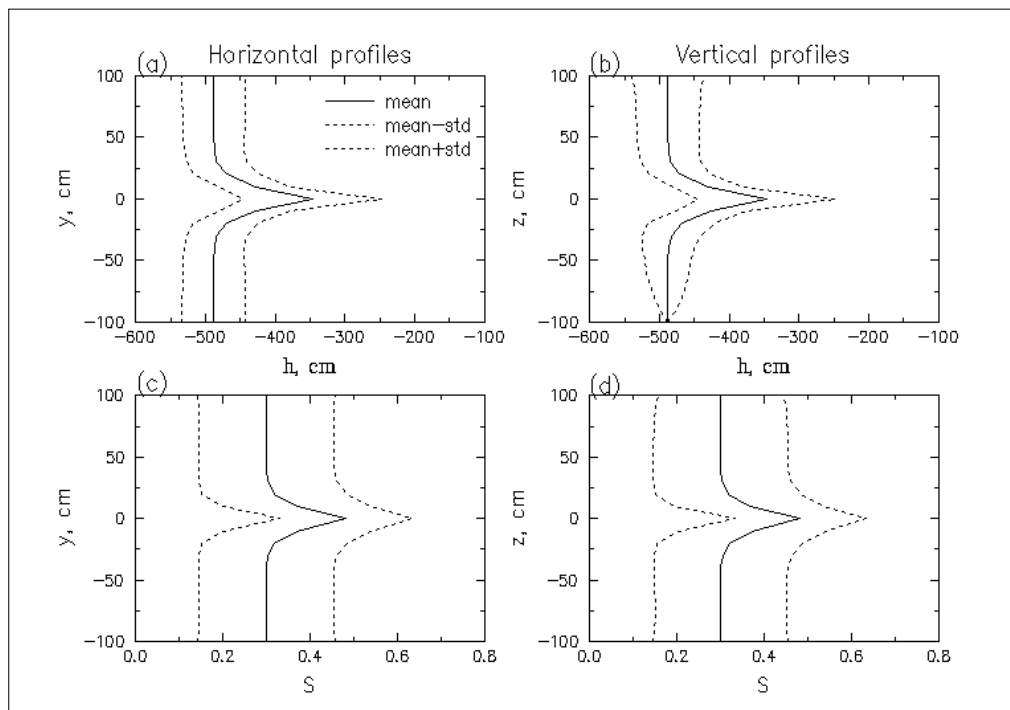 Horizontal profiles
Vertical profiles
(a)
100
50
0
−50
−100
y, cm
mean
mean−std
mean+std
−600 −500 −400 −300 −200 −100
h, cm
(b)
100
50
0
−50
−100
z, cm
−600 −500 −400 −300 −200 −100
h, cm
(c)
100
50
0
−50
−100
y, cm
0.0 0.2 0.4 0.6 0.8
S
(d)
100
50
0
−50
−100
z, cm
0.0 0.2 0.4 0.6 0.8
S